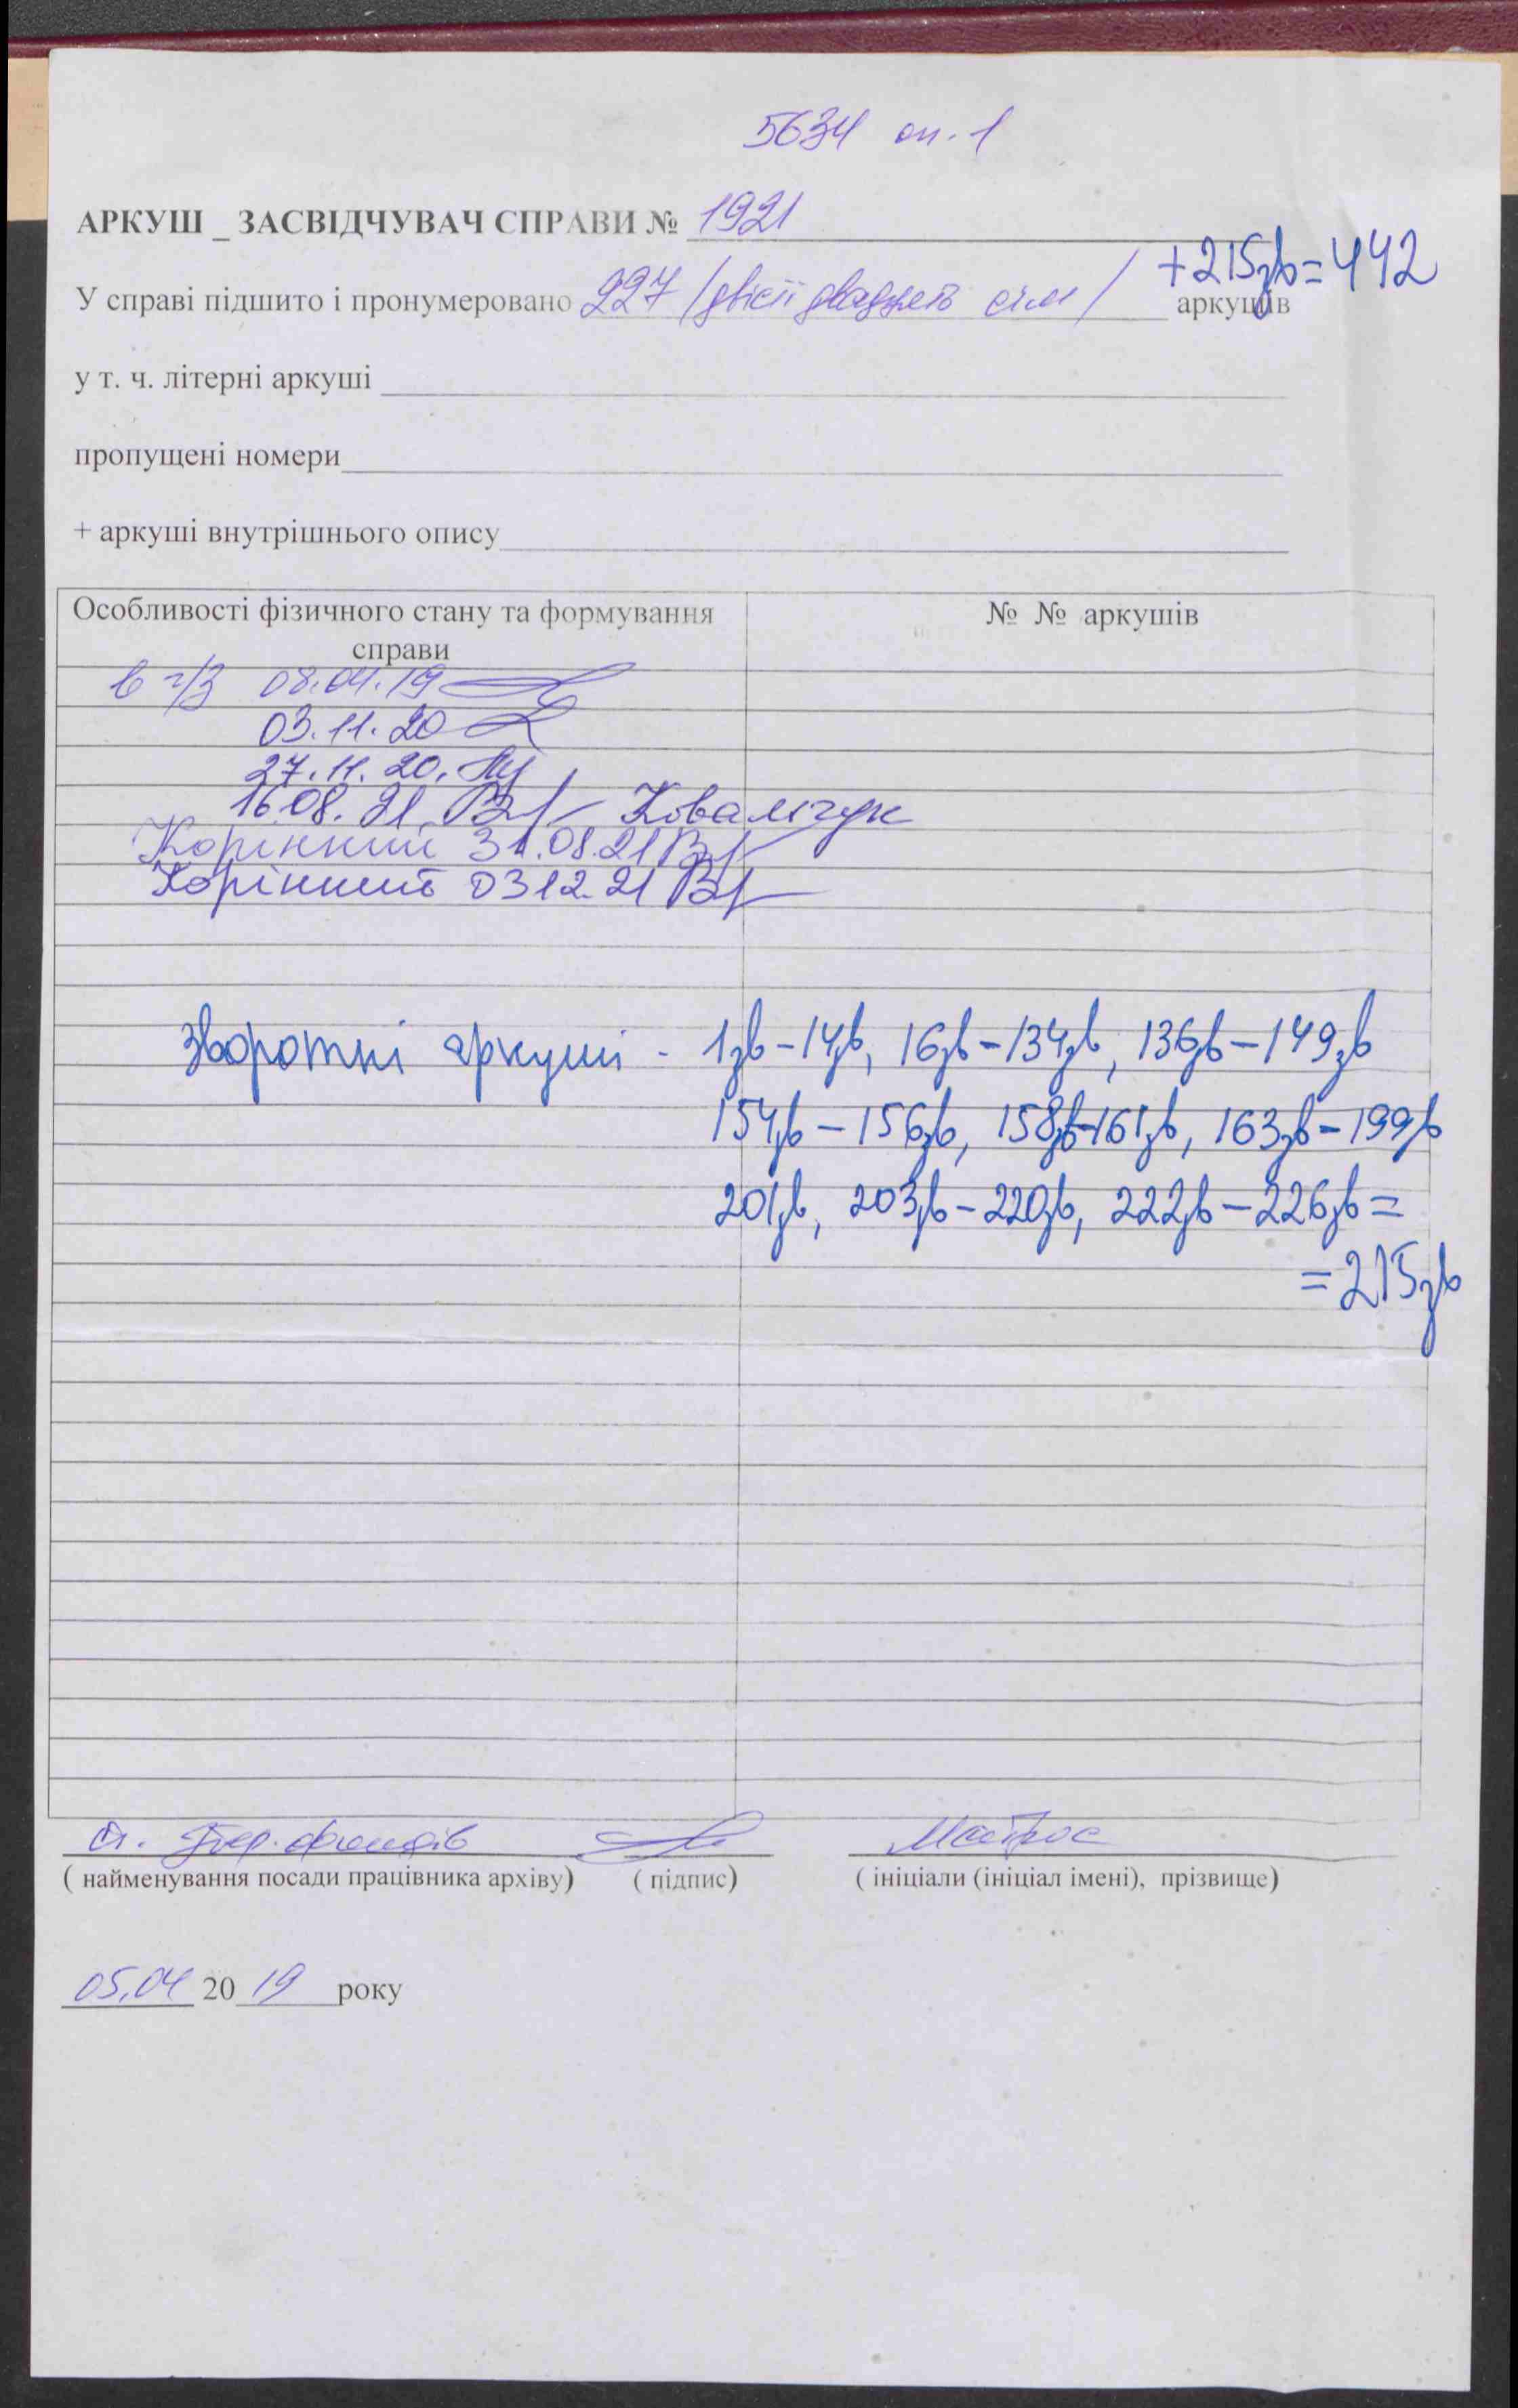 5634 оп. 1
АРКУШ _ ЗАСВІДЧУВАЧ СПРАВИ № 1921
+215зв=442
У справі підшито і пронумеровано 227 /двісті двадцять сім/ аркушів
у т. ч. літерні аркуші
пропущені номери
+ аркуші внутрішнього опису
Особливості фізичного стану та формування справи
№ № аркушів
в ч/з 08.04.19
03.11.20
27.11.20.
16.08.21 Ковальчук
Корінний 31.08.21
Корінний 03.12.21
Зворотні аркуші - 1зв-14зв, 16зв-134зв, 136зв-149зв
154зв-156зв, 158зв-161зв, 163зв-199зв
201зв, 203зв-220зв, 222зв-226зв=
=215зв
фондів
( найменування посади працівника архіву) ( підпис) ( ініціали (ініціал імені), прізвище)
05.04 2019 року